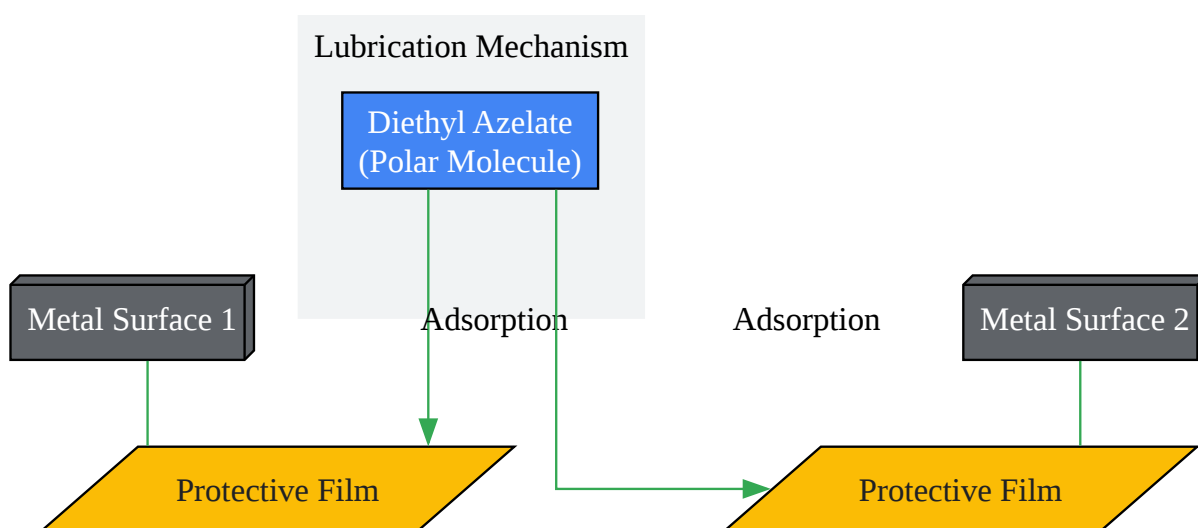 Lubrication Mechanism
Diethyl Azelate
(Polar Molecule)
Metal Surface 1
Adsorption
Adsorption
Metal Surface 2
Protective Film
Protective Film